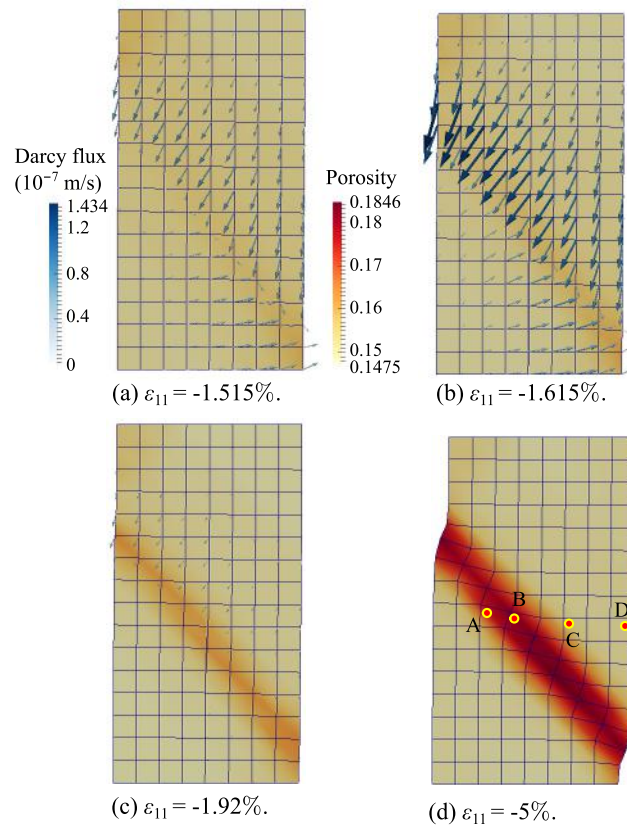 Darcy flux
(10⁻⁷ m/s)
1.434
1.2
0.8
0.4
0
Porosity
0.1846
0.18
0.17
0.16
0.15
0.1475
(a) ε₁₁ = -1.515%.
(b) ε₁₁ = -1.615%.
A
B
C
D
(c) ε₁₁ = -1.92%.
(d) ε₁₁ = -5%.